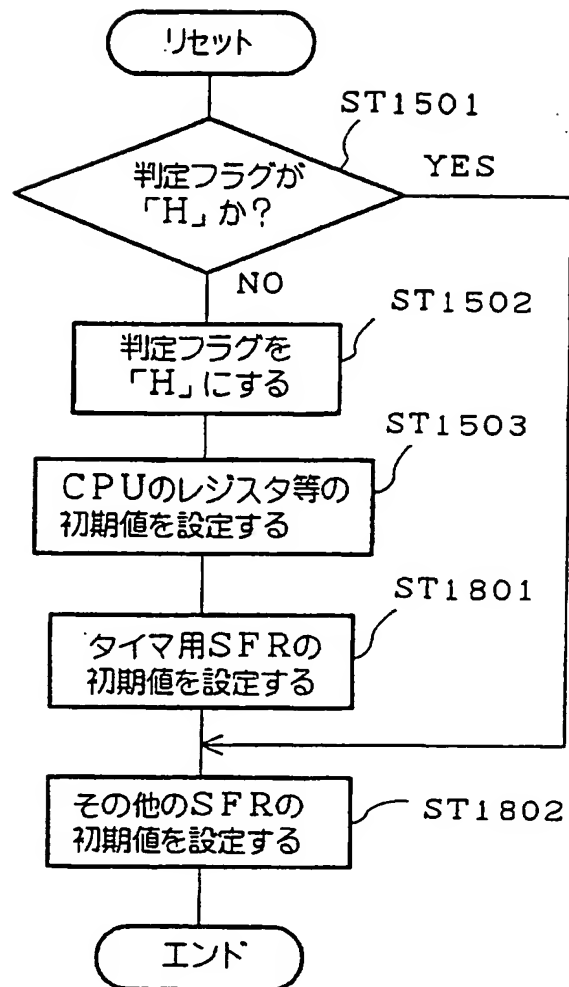 リセット
ST1501
判定フラグが
「H」か?
YES
NO
ST1502
判定フラグを
「H」にする
ST1503
CPUのレジスタ等の
初期値を設定する
ST1801
タイマ用SFRの
初期値を設定する
その他のSFRの
初期値を設定する
ST1802
エンド